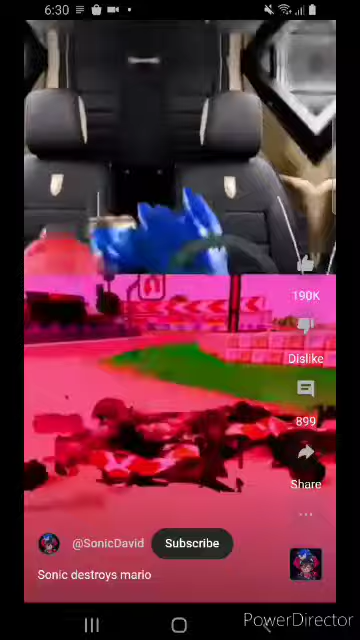 6:30
190K
Dislike
899
Share
@SonicDavid
Subscribe
Sonic destroys mario
PowerDirector